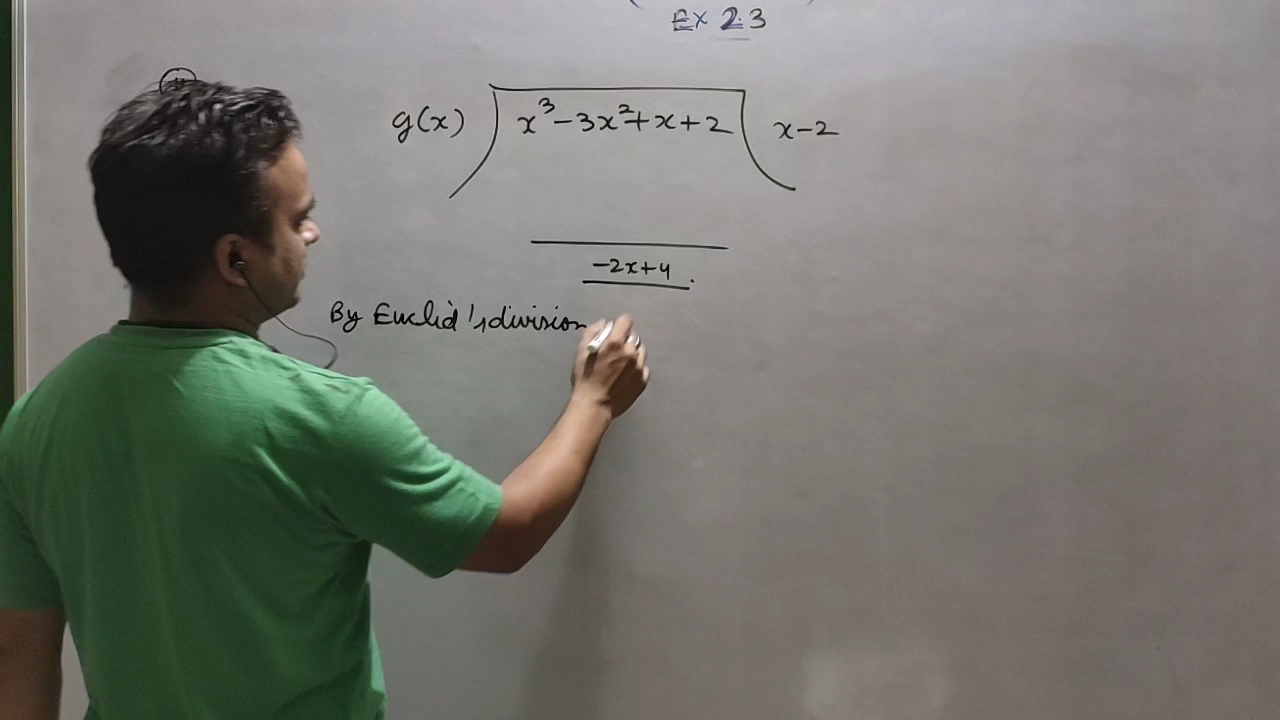 Ex 2.3
g(x) x³-3x²+x+2 x-2
-2x+4.
By Euclid's division